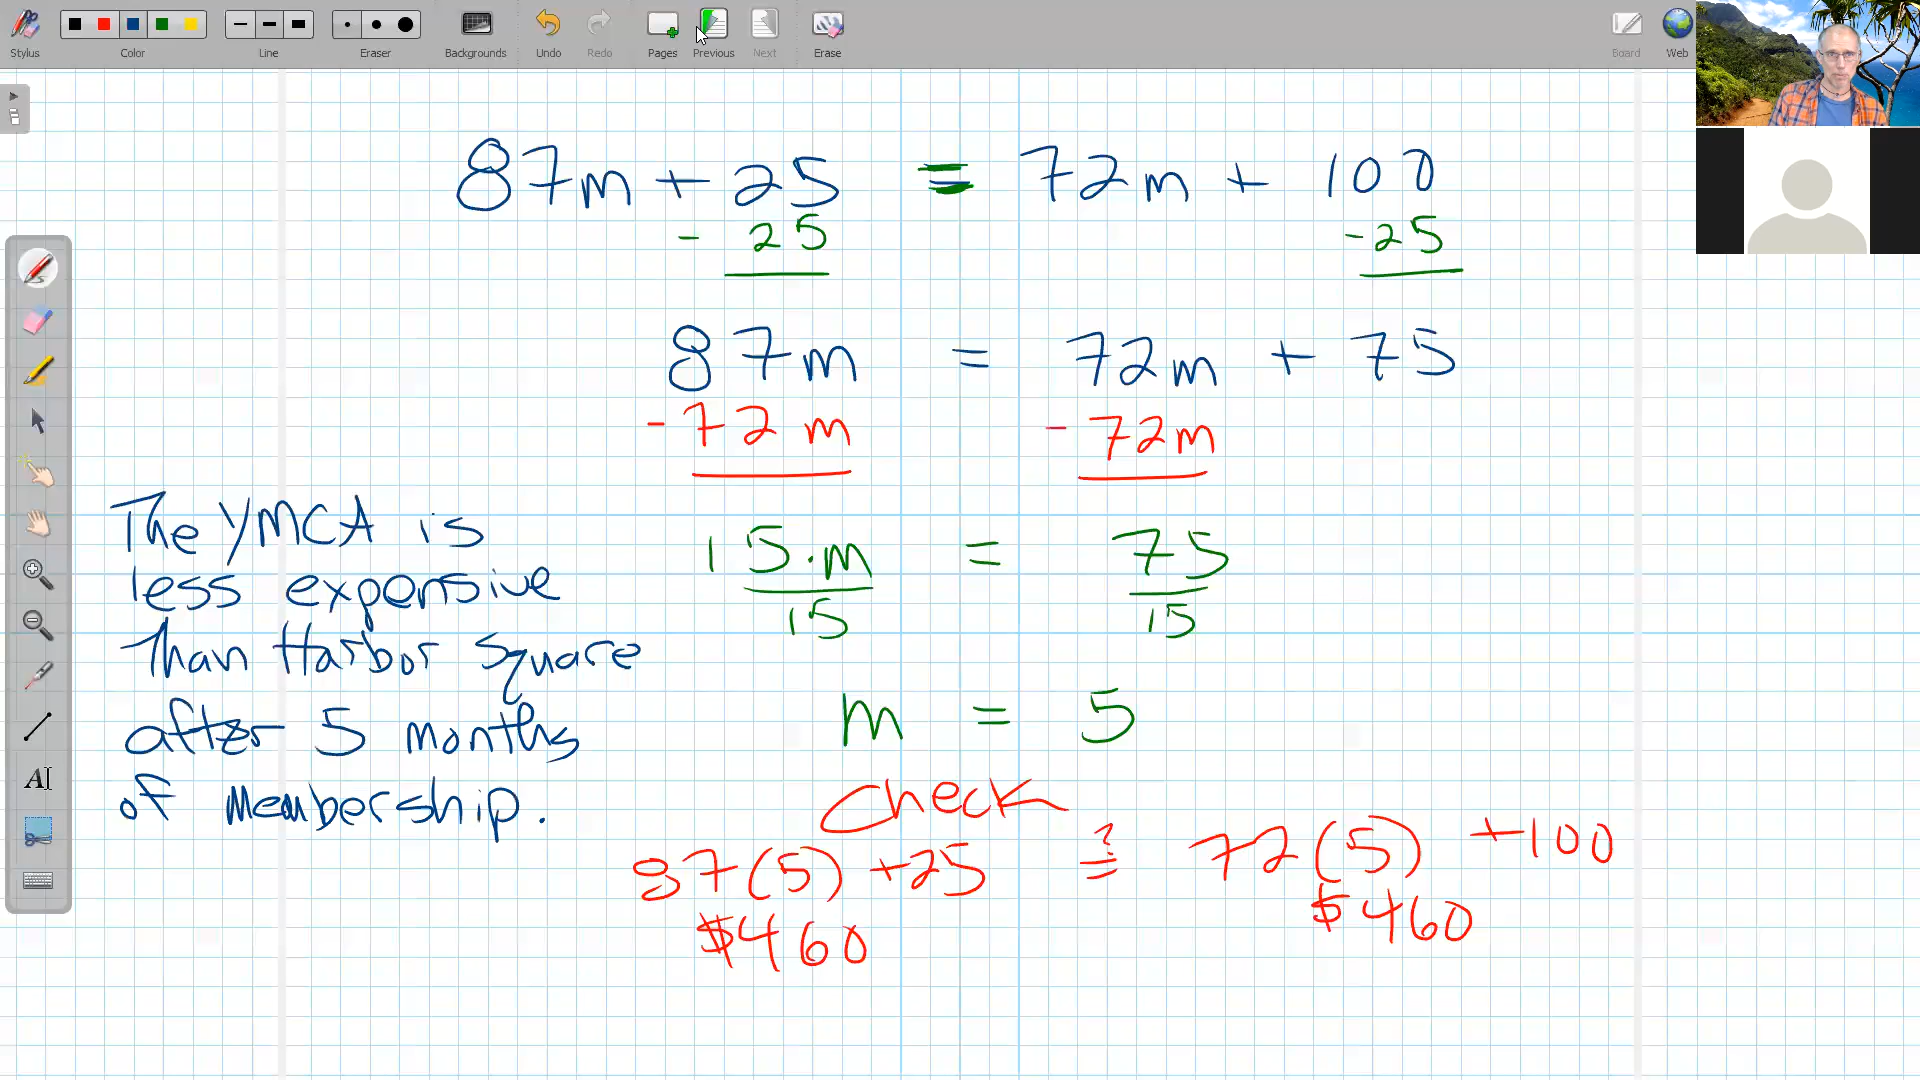 Stylus
Color
Line
Eraser
Backgrounds
Undo
Redo
Pages
Previous
Next
Erase
Board
Web
87m + 25 = 72m + 100
- 25 -25
87m = 72m + 75
-72m -72m
15·m = 75
15 15
m = 5
The YMCA is
less expensive
Than Harbor Square
after 5 months
of Membership.
Check
87(5) +25 ≟ 72(5) +100
$460 $460
AI